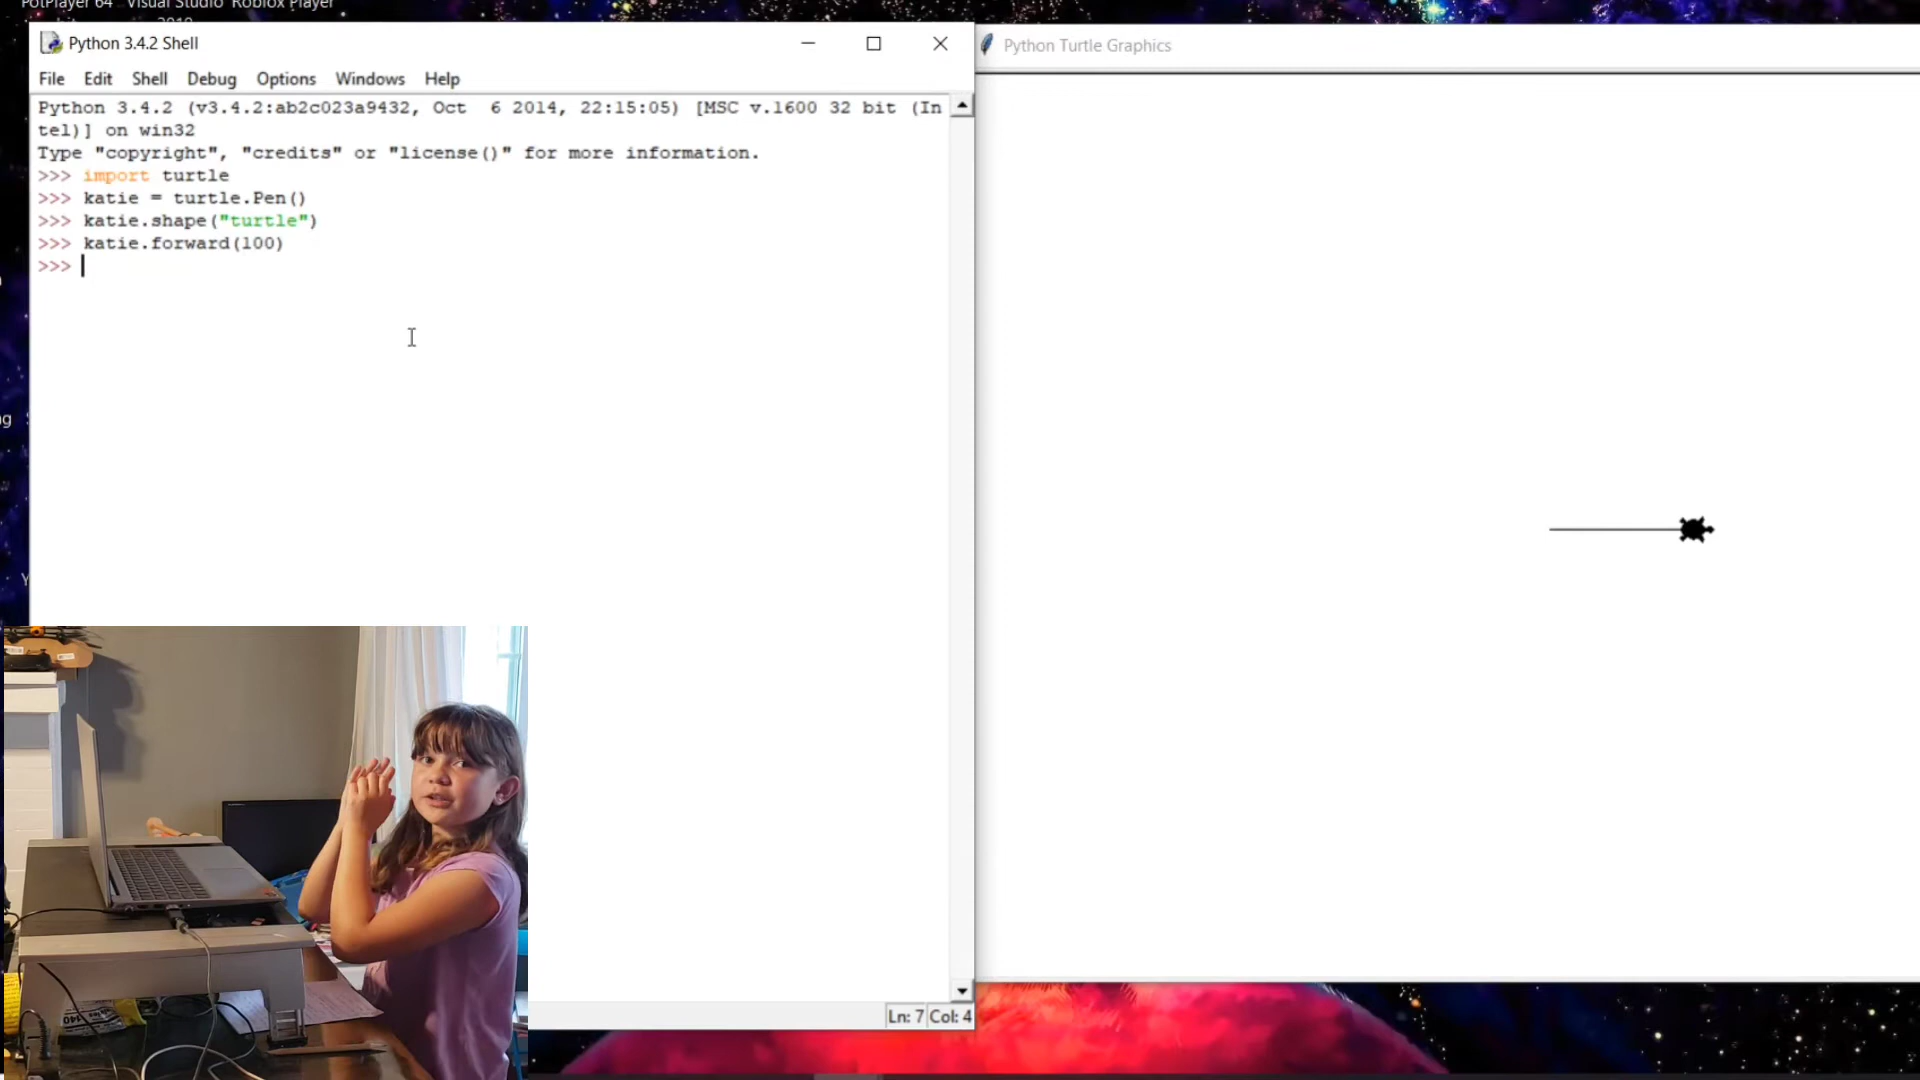 PotPlayer 64 Visual Studio Roblox Player
2019
Python 3.4.2 Shell
File Edit Shell Debug Options Windows Help
Python 3.4.2 (v3.4.2:ab2c023a9432, Oct  6 2014, 22:15:05) [MSC v.1600 32 bit (In
tel)] on win32
Type "copyright", "credits" or "license()" for more information.
>>> import turtle
>>> katie = turtle.Pen()
>>> katie.shape("turtle")
>>> katie.forward(100)
>>>
Ln: 7 Col: 4
Python Turtle Graphics